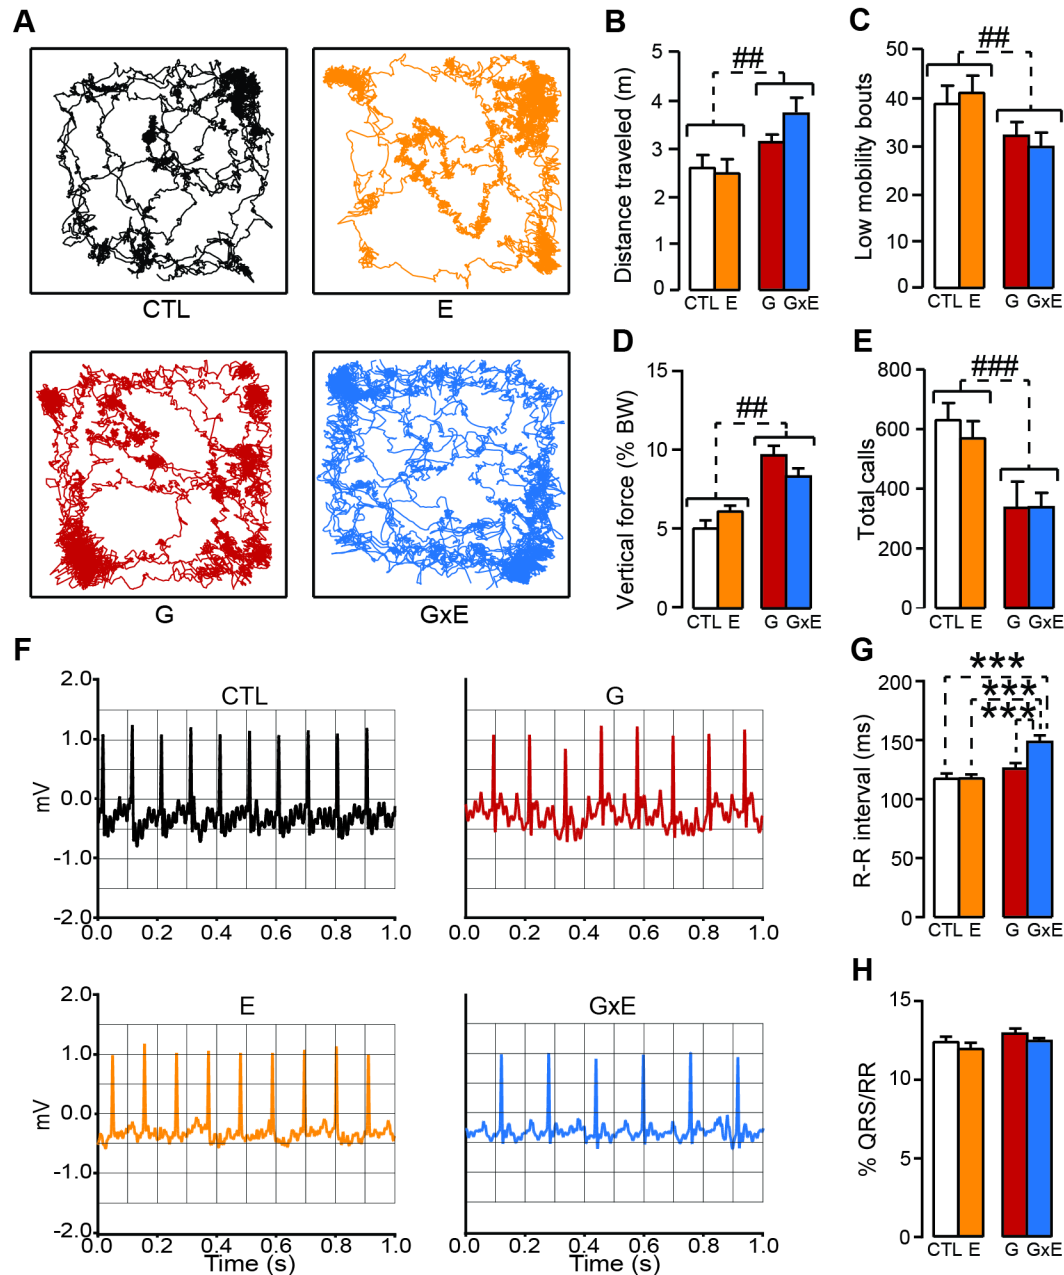 A
CTL
E
G
GxE
B
Distance traveled (m)
5
4
3
2
1
0
##
CTL E G GxE
C
Low mobility bouts
50
40
30
20
10
0
##
CTL E G GxE
D
Vertical force (% BW)
15
10
5
0
##
CTL E G GxE
E
Total calls
800
600
400
200
0
###
CTL E G GxE
F
CTL
mV
2.0
1.0
0.0
-1.0
-2.0
0.0 0.2 0.4 0.6 0.8 1.0
G
0.0 0.2 0.4 0.6 0.8 1.0
E
mV
2.0
1.0
0.0
-1.0
-2.0
0.0 0.2 0.4 0.6 0.8 1.0
Time (s)
GxE
0.0 0.2 0.4 0.6 0.8 1.0
Time (s)
G
R-R interval (ms)
200
150
100
50
0
***
***
***
CTL E G GxE
H
% QRS/RR
15
10
5
0
CTL E G GxE